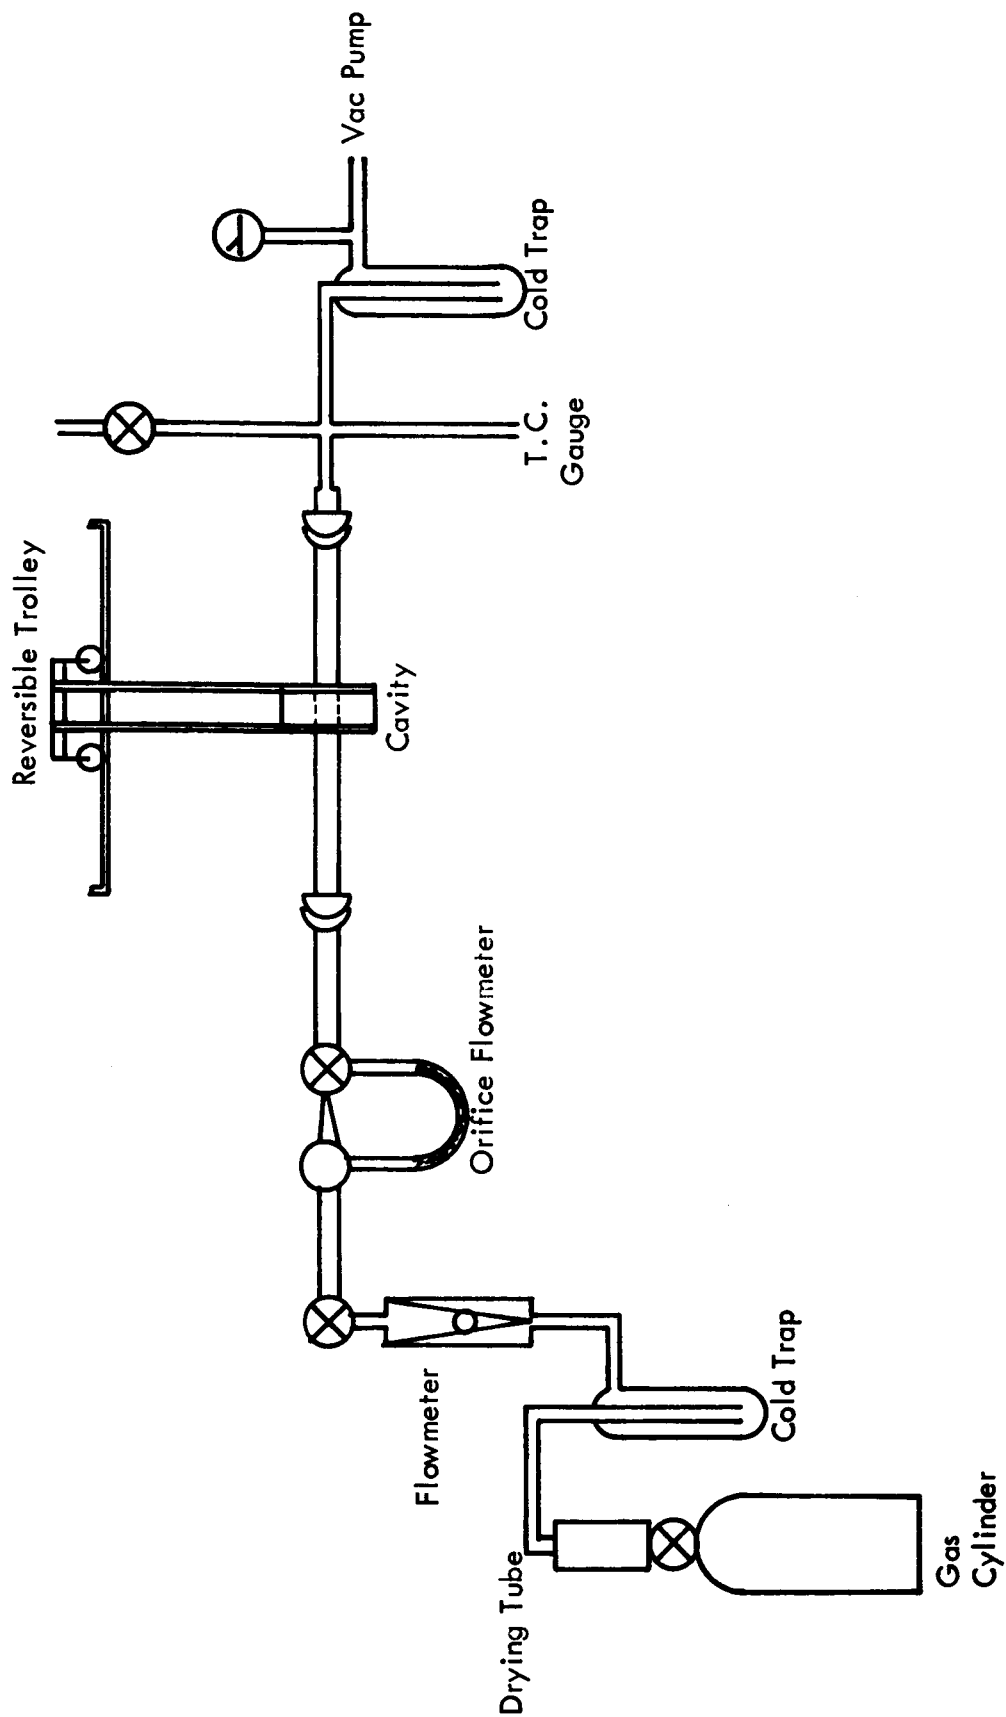 Reversible Trolley
Vac Pump
Cold Trap
T.C.
Gauge
Cavity
Orifice Flowmeter
Flowmeter
Cold Trap
Drying Tube
Gas
Cylinder